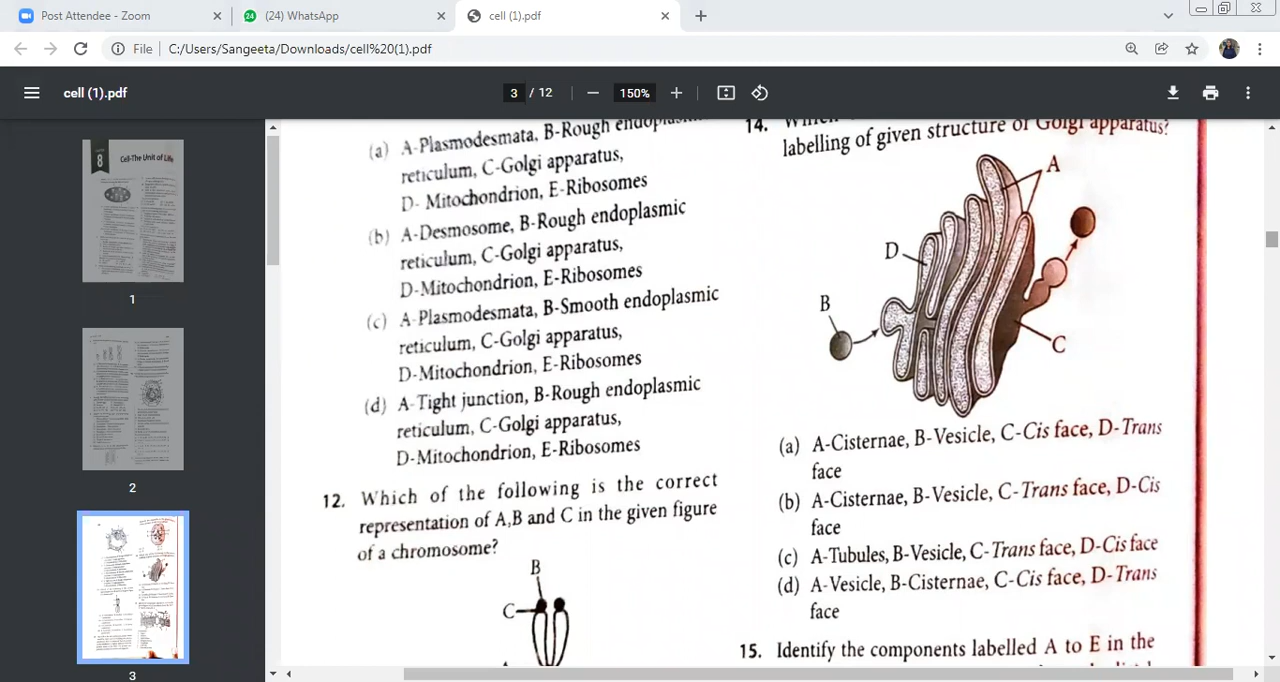 Post Attendee - Zoom
24
(24) WhatsApp
cell (1).pdf
File
C:/Users/Sangeeta/Downloads/cell%20(1).pdf
cell (1).pdf
3 / 12
150%
8
Cell-The Unit of Life
1
2
3
(a) A-Plasmodesmata, B-Rough
reticulum, C-Golgi apparatus,
D- Mitochondrion, E-Ribosomes
(b) A-Desmosome, B-Rough endoplasmic
reticulum, C-Golgi apparatus,
D-Mitochondrion, E-Ribosomes
(c) A-Plasmodesmata, B-Smooth endoplasmic
reticulum, C-Golgi apparatus,
D-Mitochondrion, E-Ribosomes
(d) A-Tight junction, B-Rough endoplasmic
reticulum, C-Golgi apparatus,
D-Mitochondrion, E-Ribosomes
12. Which of the following is the correct
representation of A,B and C in the given figure
of a chromosome?
B
C
14.
labelling of given structure of Golgi apparatus?
A
D
B
C
(a) A-Cisternae, B-Vesicle, C-Cis face, D-Trans
face
(b) A-Cisternae, B-Vesicle, C-Trans face, D-Cis
face
(c) A-Tubules, B-Vesicle, C-Trans face, D-Cis face
(d) A-Vesicle, B-Cisternae, C-Cis face, D-Trans
face
15. Identify the components labelled A to E in the